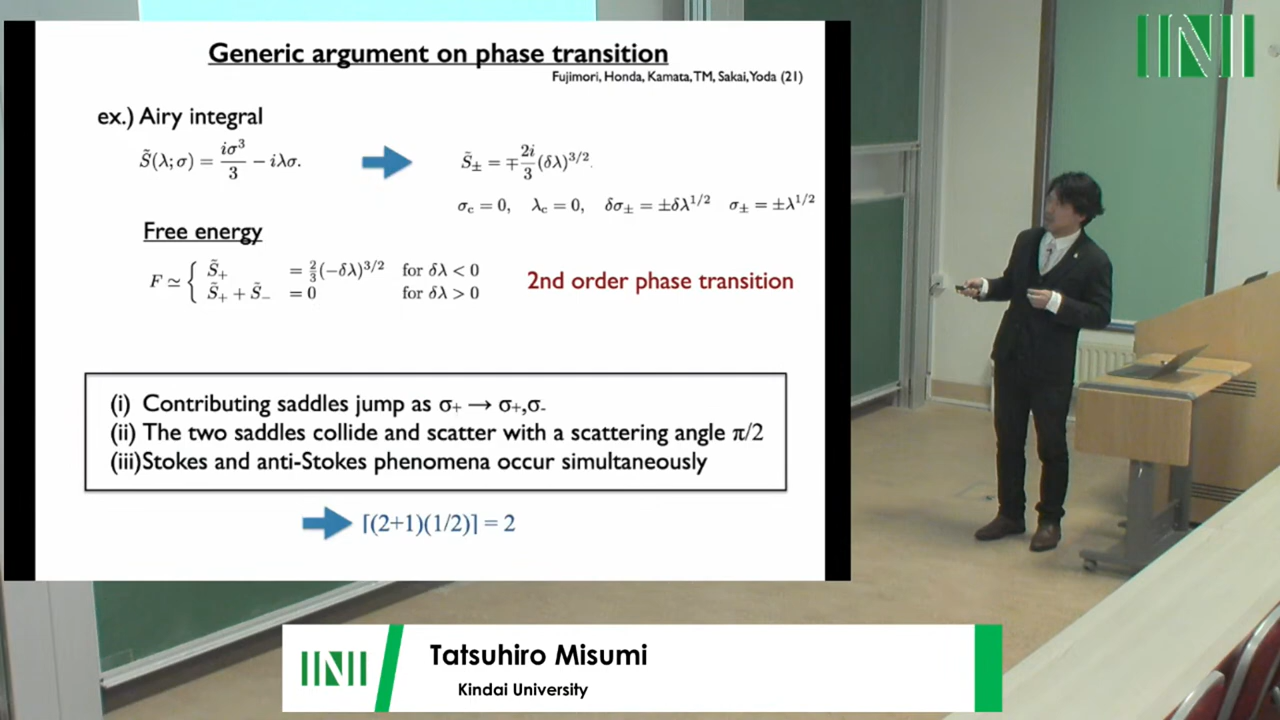 Generic argument on phase transition
Fujimori, Honda, Kamata, TM, Sakai, Yoda (21)
ex.) Airy integral
S̃(λ;σ) = iσ³/3 − iλσ.
S̃± = ∓2i/3(δλ)^3/2.
σc = 0, λc = 0, δσ± = ±δλ^1/2 σ± = ±λ^1/2
Free energy
F ≃ { S̃+ = 2/3(−δλ)^3/2 for δλ < 0
S̃+ + S̃− = 0 for δλ > 0
2nd order phase transition
(i) Contributing saddles jump as σ+ → σ+,σ-
(ii) The two saddles collide and scatter with a scattering angle π/2
(iii)Stokes and anti-Stokes phenomena occur simultaneously
⌈(2+1)(1/2)⌉ = 2
Tatsuhiro Misumi
Kindai University